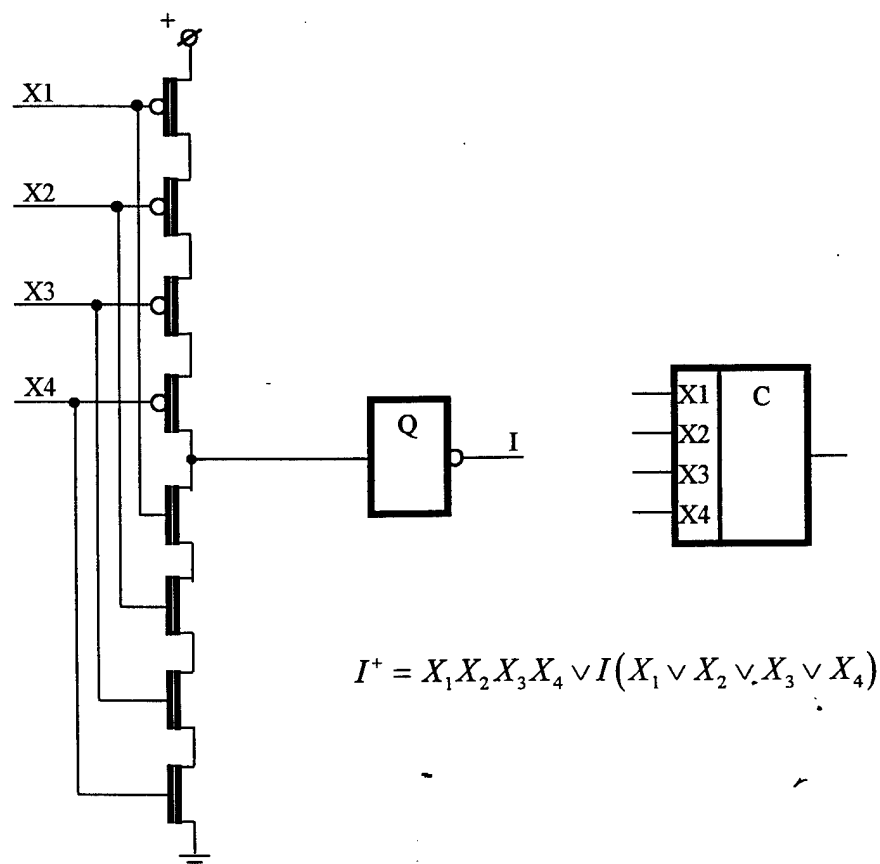 +
X1
X2
X3
X4
Q
I
X1 C
X2
X3
X4
I⁺ = X₁X₂X₃X₄ ∨ I(X₁ ∨ X₂ ∨ X₃ ∨ X₄)